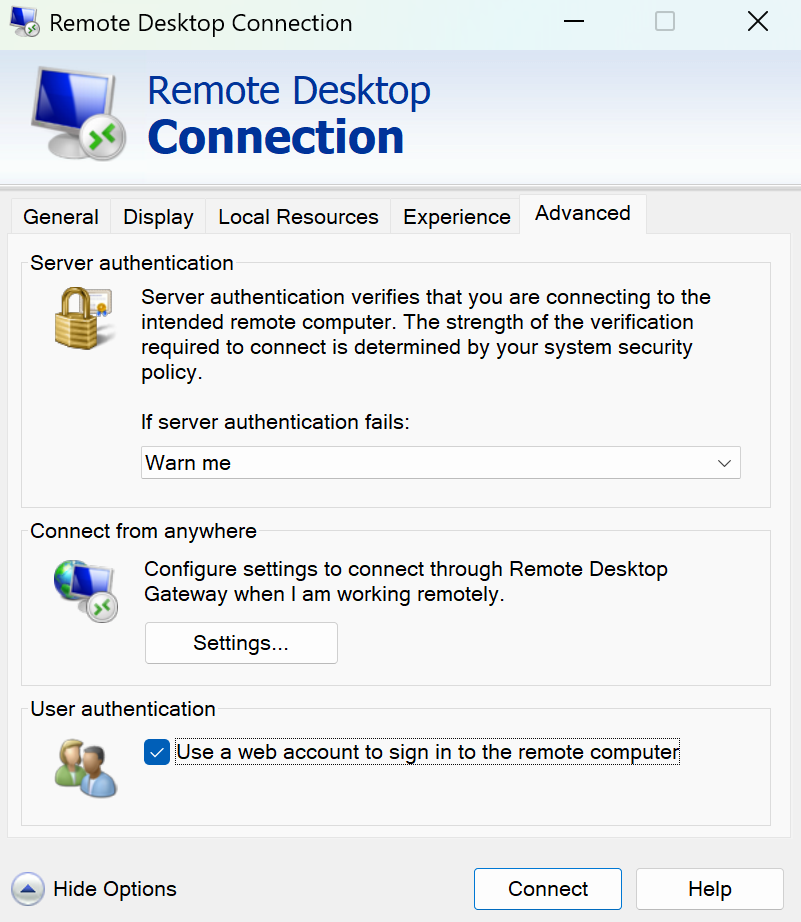 Remote Desktop Connection
Remote Desktop
Connection
General Display Local Resources Experience Advanced
Server authentication
Server authentication verifies that you are connecting to the
intended remote computer. The strength of the verification
required to connect is determined by your system security
policy.
If server authentication fails:
Warn me
Connect from anywhere
Configure settings to connect through Remote Desktop
Gateway when I am working remotely.
Settings...
User authentication
Use a web account to sign in to the remote computer
Hide Options Connect Help